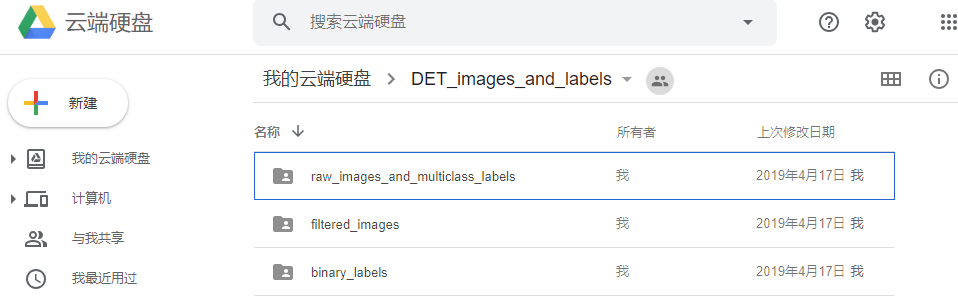 云端硬盘
搜索云端硬盘
我的云端硬盘 DET_images_and_labels
新建
名称 所有者 上次修改日期
我的云端硬盘
raw_images_and_multiclass_labels 我 2019年4月17日 我
计算机
filtered_images 我 2019年4月17日 我
与我共享
binary_labels 我 2019年4月17日 我
我最近用过